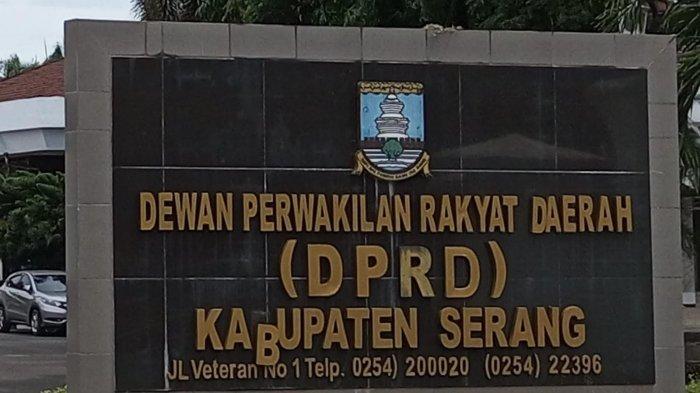 DEWAN PERWAKILAN RAKYAT DAERAH
(DPRD)
KABUPATEN SERANG
JL Veteran No 1 Telp. 0254) 200020 (0254) 22396